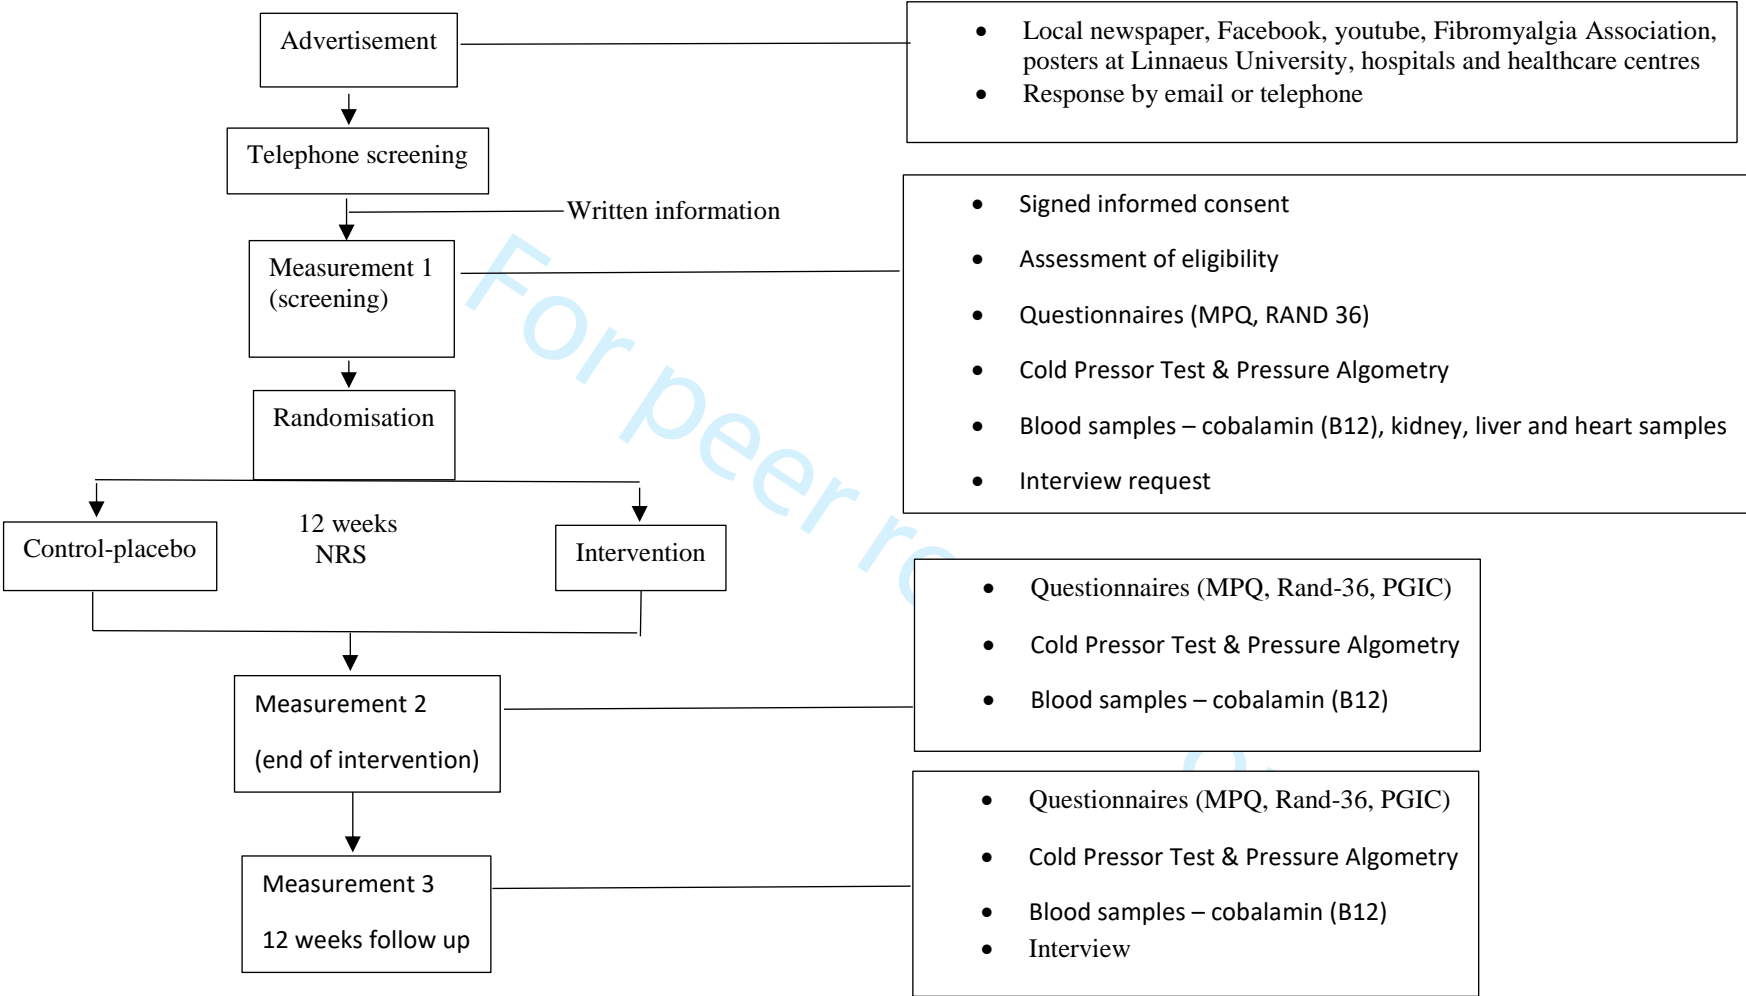 Advertisement
• Local newspaper, Facebook, youtube, Fibromyalgia Association,
posters at Linnaeus University, hospitals and healthcare centres
• Response by email or telephone
Telephone screening
Written information
Measurement 1
(screening)
• Signed informed consent
• Assessment of eligibility
• Questionnaires (MPQ, RAND 36)
• Cold Pressor Test & Pressure Algometry
• Blood samples – cobalamin (B12), kidney, liver and heart samples
• Interview request
Randomisation
Control-placebo
12 weeks
NRS
Intervention
Measurement 2
(end of intervention)
• Questionnaires (MPQ, Rand-36, PGIC)
• Cold Pressor Test & Pressure Algometry
• Blood samples – cobalamin (B12)
Measurement 3
12 weeks follow up
• Questionnaires (MPQ, Rand-36, PGIC)
• Cold Pressor Test & Pressure Algometry
• Blood samples – cobalamin (B12)
• Interview
For peer